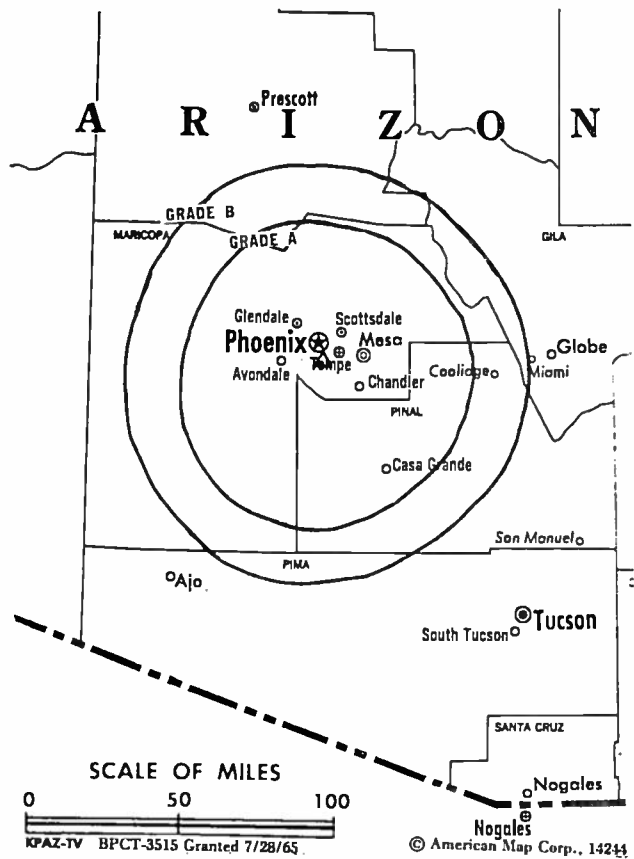 Prescott
A R I Z O N
GRADE B
MARICOPA
GRADE A
GILA
Glendale
Scottsdale
Phoenix
Mesa
Tempe
Globe
Avondale
Miami
Chandler
Coolidge
PINAL
Casa Grande
San Manuel
PIMA
Ajo
Tucson
South Tucson
SANTA CRUZ
SCALE OF MILES
0 50 100
Nogales
Nogales
KPAZ-TV BPCT-3515 Granted 7/28/65
© American Map Corp., 14244